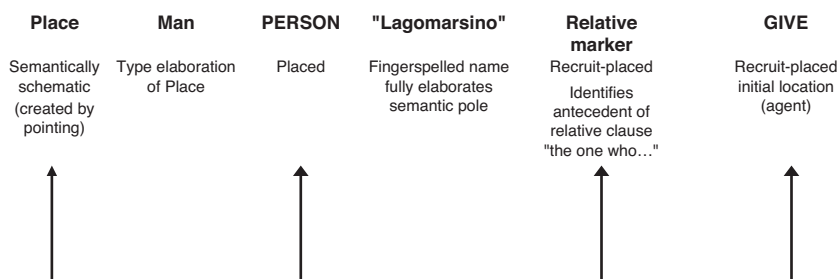 Place
Semantically
schematic
(created by
pointing)
Man
Type elaboration
of Place
PERSON
Placed
"Lagomarsino"
Fingerspelled name
fully elaborates
semantic pole
Relative
marker
Recruit-placed
Identifies
antecedent of
relative clause
"the one who…"
GIVE
Recruit-placed
initial location
(agent)